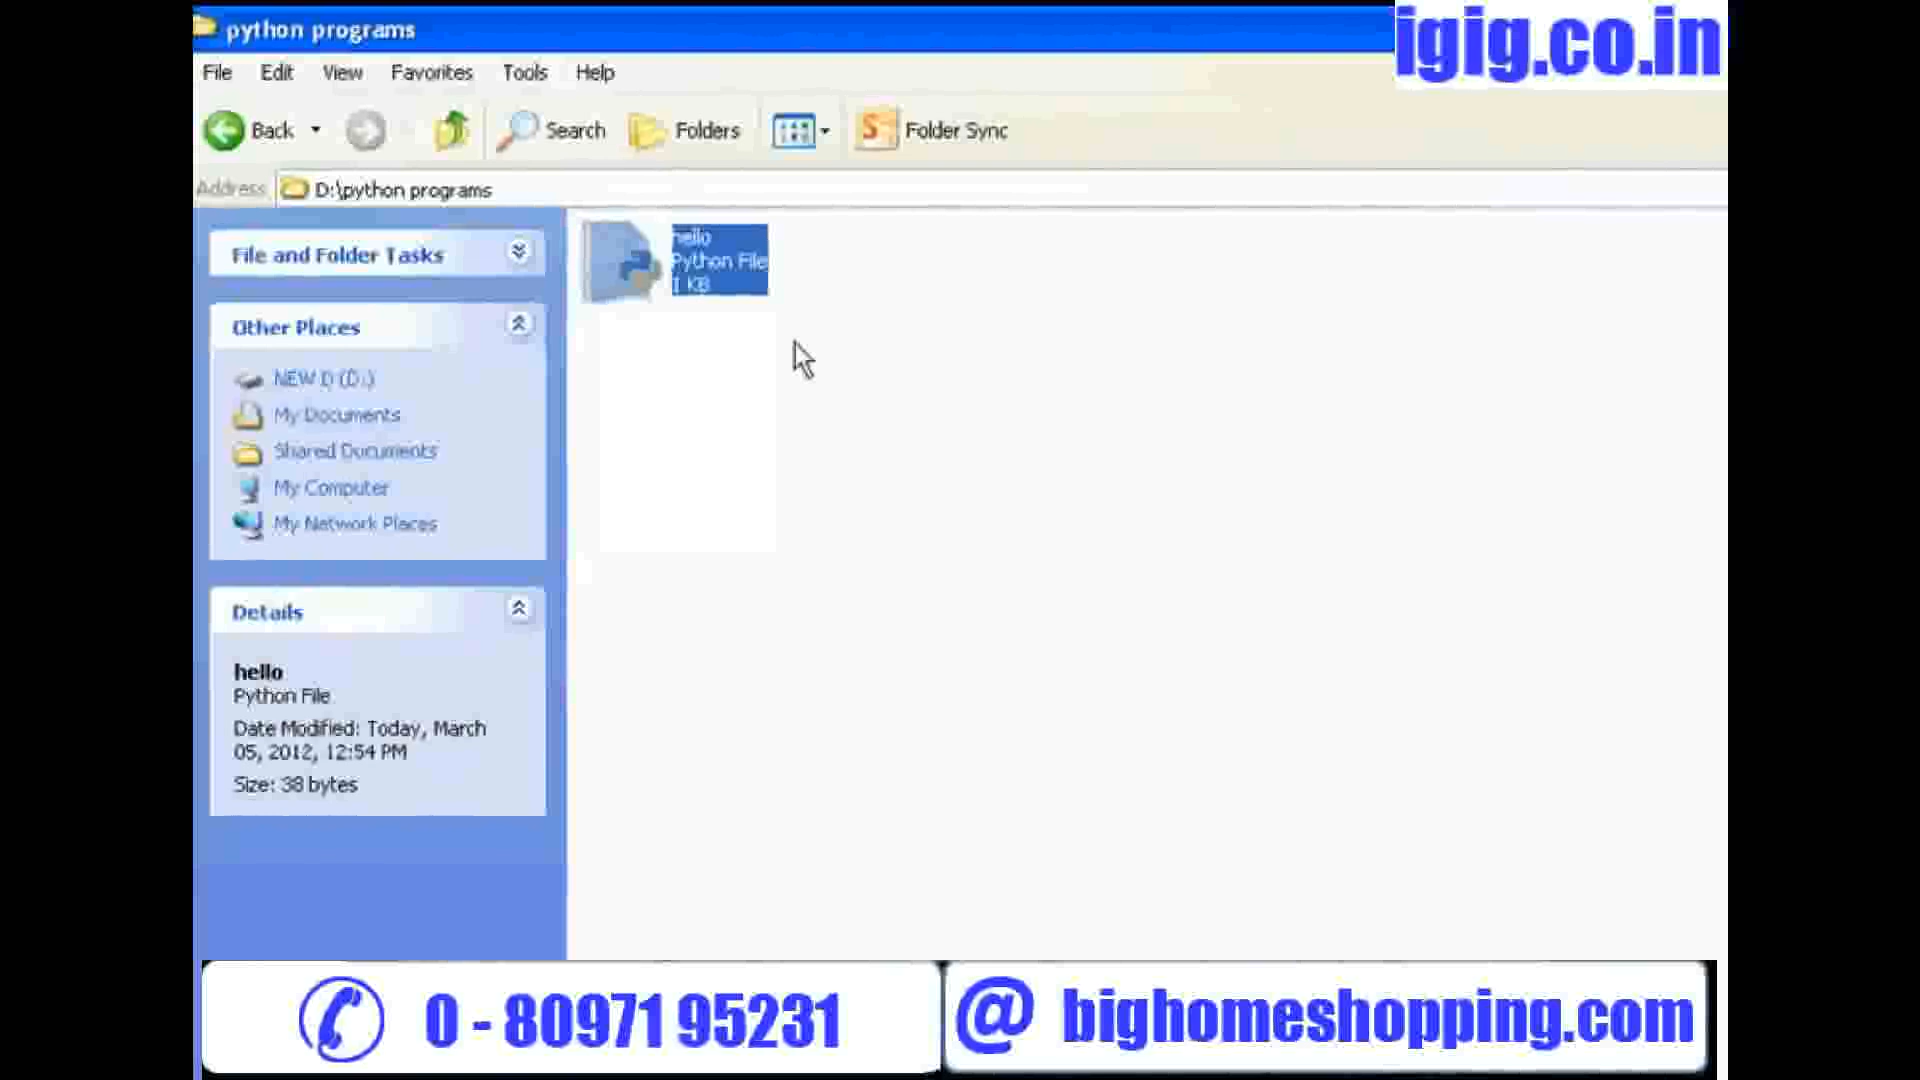 python programs
igig.co.in
File Edit View Favorites Tools Help
Back Search Folders Folder Sync
Address D:\python programs
File and Folder Tasks
Other Places
NEW D (D:)
My Documents
Shared Documents
My Computer
My Network Places
Details
hello
Python File
Date Modified: Today, March
05, 2012, 12:54 PM
Size: 38 bytes
hello
Python File
1 KB
0 - 80971 95231
@ bighomeshopping.com